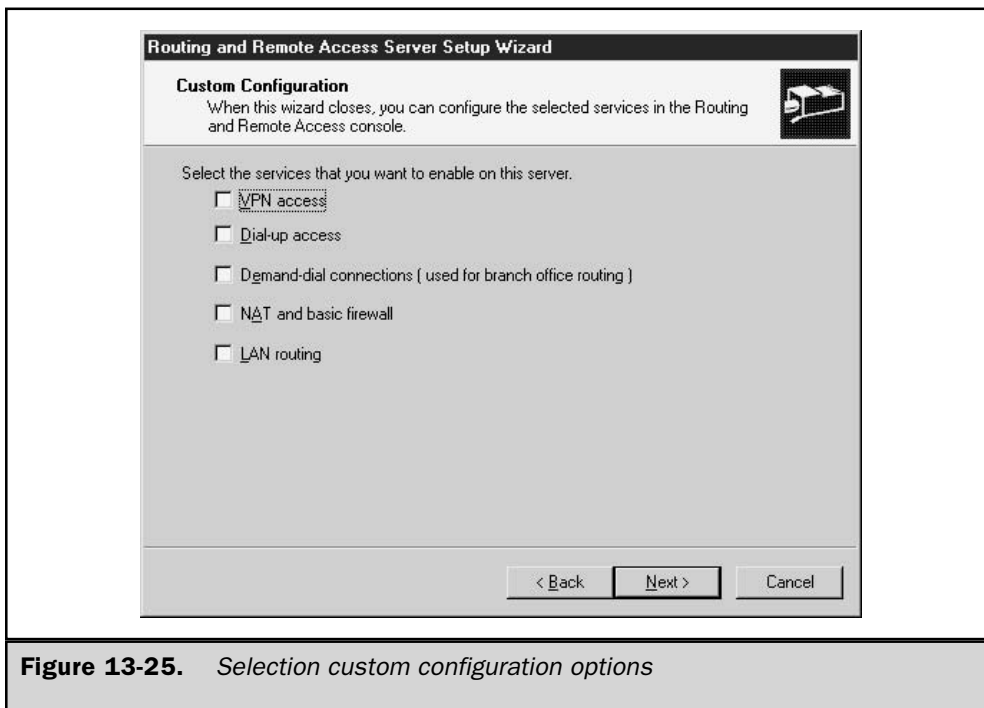 Routing and Remote Access Server Setup Wizard
Custom Configuration
When this wizard closes, you can configure the selected services in the Routing
and Remote Access console.
Select the services that you want to enable on this server.
VPN access
Dial-up access
Demand-dial connections ( used for branch office routing )
NAT and basic firewall
LAN routing
< Back
Next >
Cancel
Figure 13-25. Selection custom configuration options